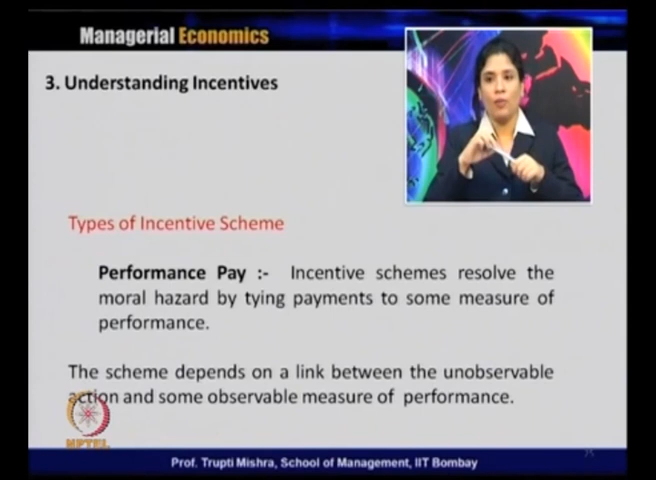 Managerial Economics
3. Understanding Incentives
Types of Incentive Scheme
Performance Pay :- Incentive schemes resolve the
moral hazard by tying payments to some measure of
performance.
The scheme depends on a link between the unobservable
action and some observable measure of performance.
NPTEL
Prof. Trupti Mishra, School of Management, IIT Bombay